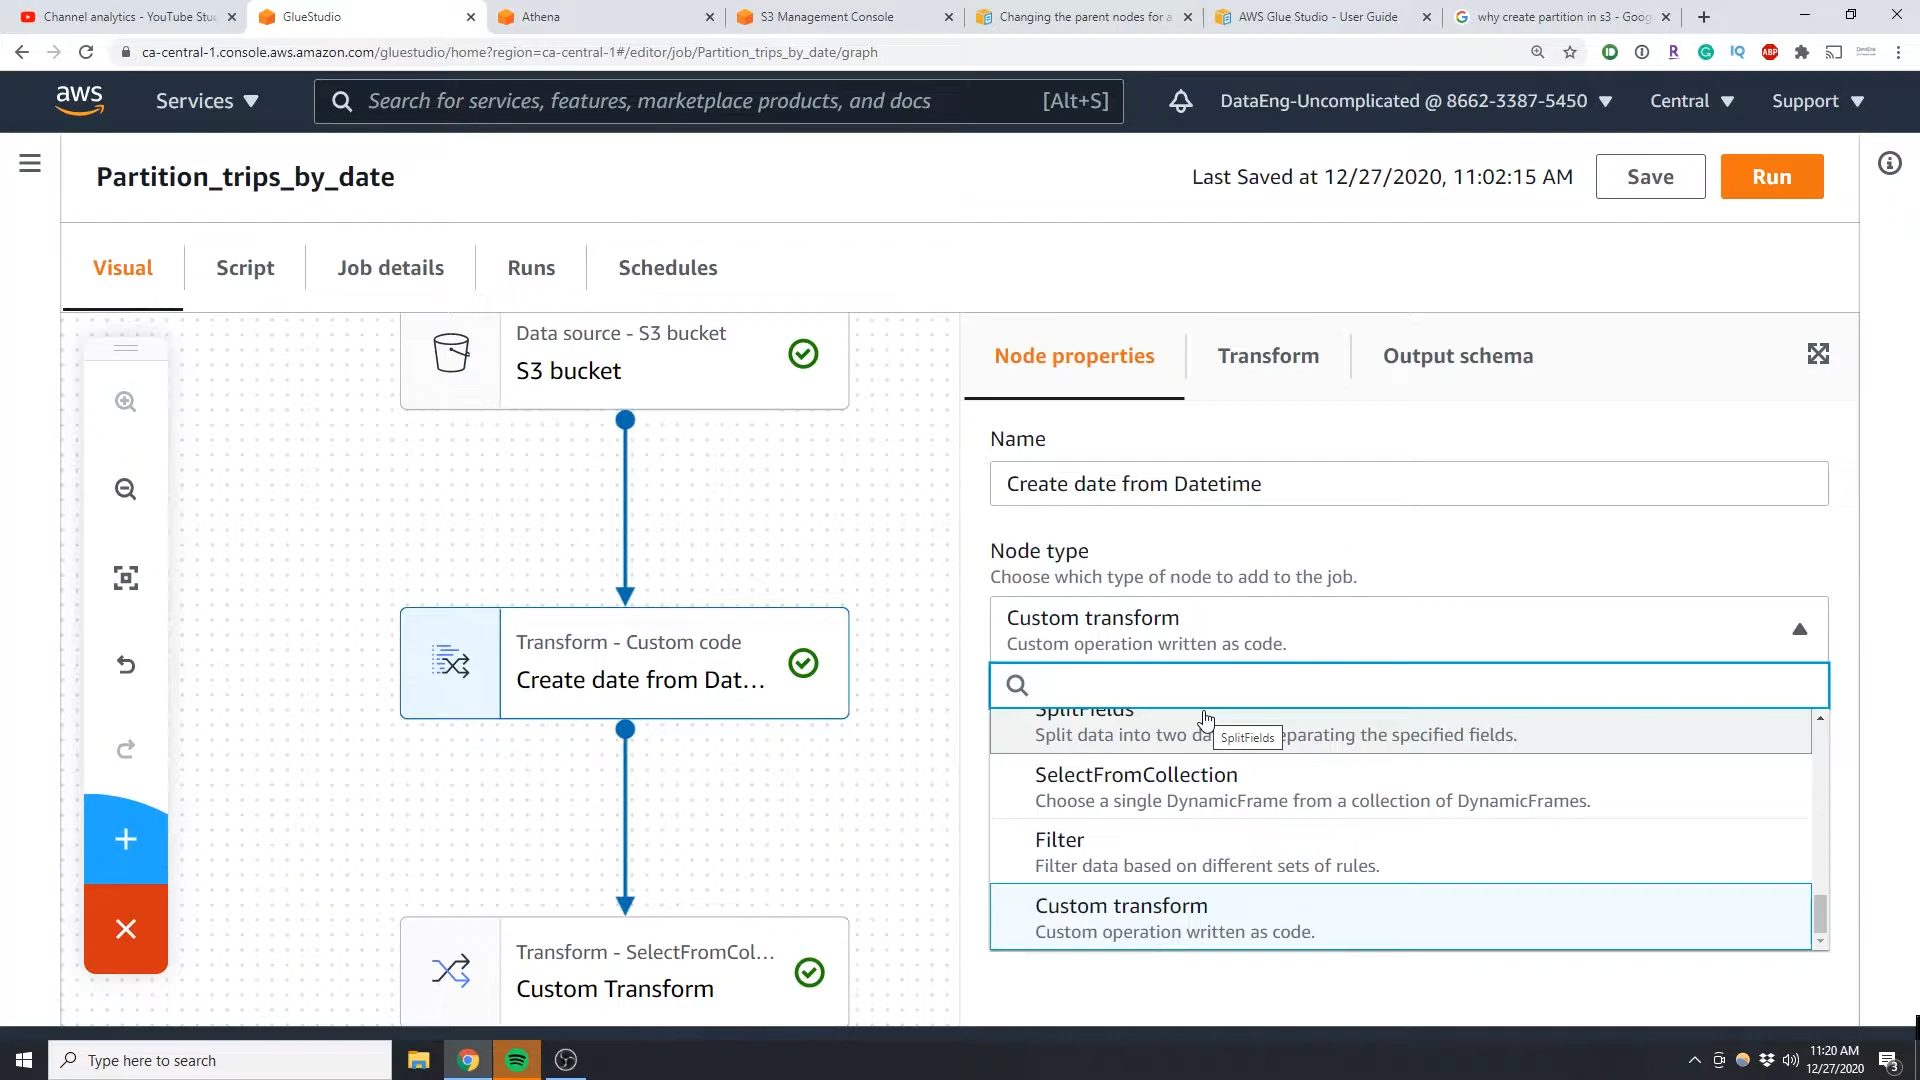 Channel analytics - YouTube Stu
GlueStudio
Athena
S3 Management Console
Changing the parent nodes for a
AWS Glue Studio - User Guide
why create partition in s3 - Goog
ca-central-1.console.aws.amazon.com/gluestudio/home?region=ca-central-1#/editor/job/Partition_trips_by_date/graph
aws
Services
Search for services, features, marketplace products, and docs
[Alt+S]
DataEng-Uncomplicated @ 8662-3387-5450
Central
Support
Partition_trips_by_date
Last Saved at 12/27/2020, 11:02:15 AM
Save
Run
Visual
Script
Job details
Runs
Schedules
Data source - S3 bucket
S3 bucket
Transform - Custom code
Create date from Dat...
Transform - SelectFromCol...
Custom Transform
Node properties
Transform
Output schema
Name
Create date from Datetime
Node type
Choose which type of node to add to the job.
Custom transform
Custom operation written as code.
SplitFields
Split data into two da
eparating the specified fields.
SplitFields
SelectFromCollection
Choose a single DynamicFrame from a collection of DynamicFrames.
Filter
Filter data based on different sets of rules.
Custom transform
Custom operation written as code.
Type here to search
11:20 AM
12/27/2020
3